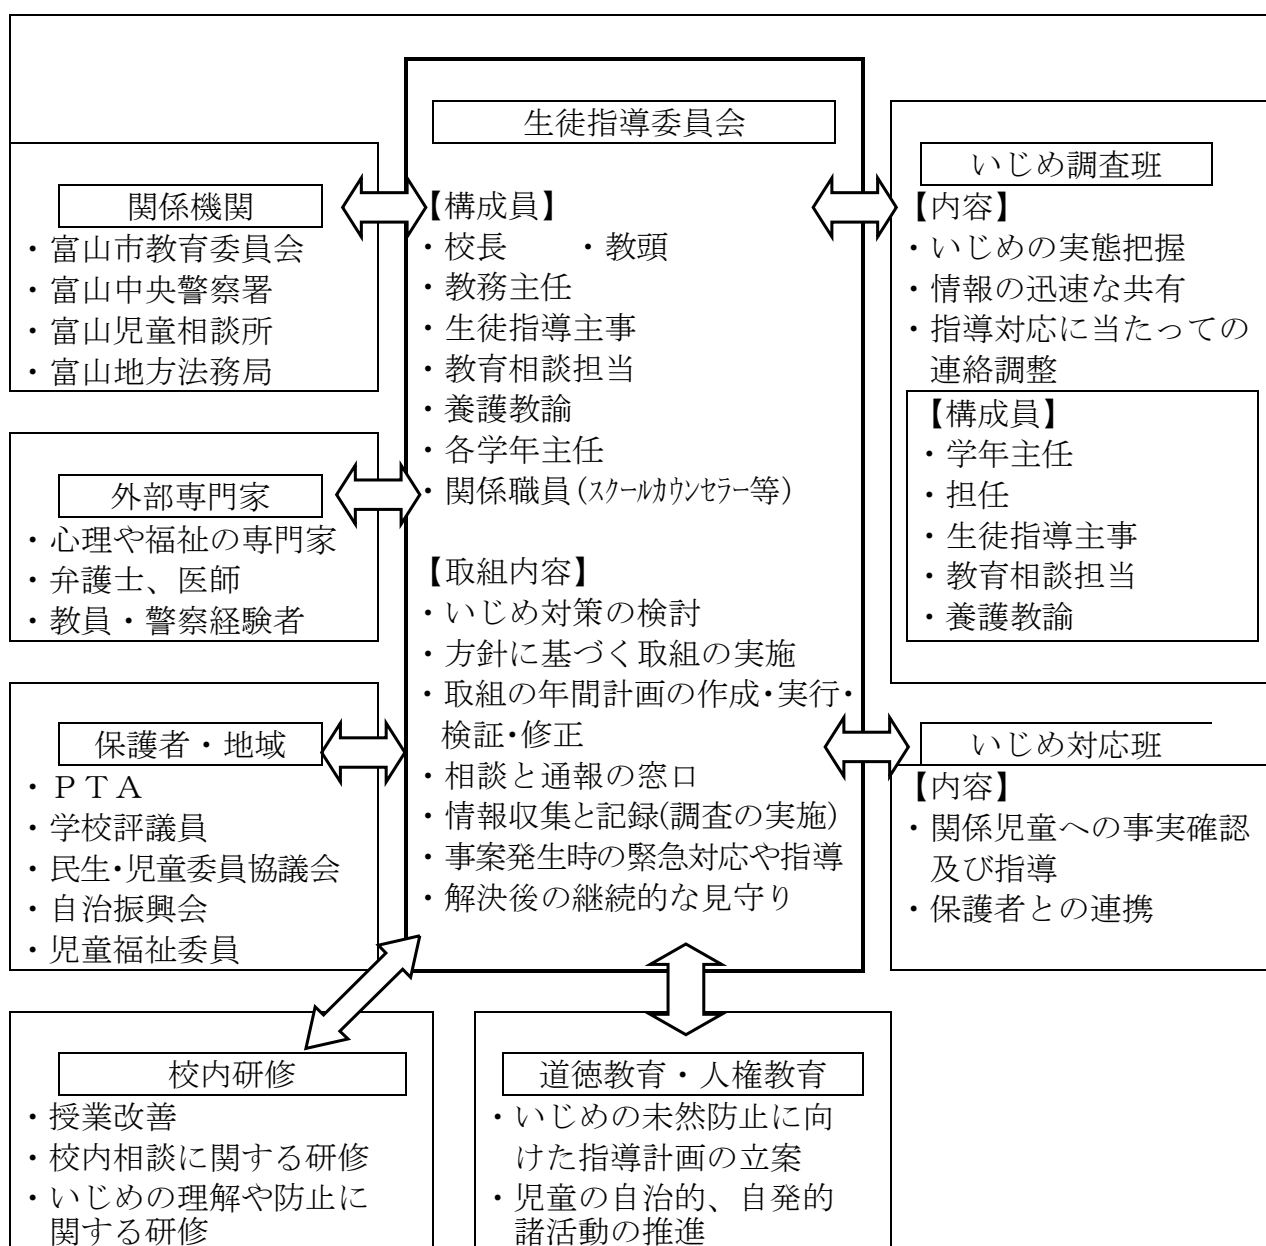 生徒指導委員会
【構成員】
・校長　・教頭
・教務主任
・生徒指導主事
・教育相談担当
・養護教諭
・各学年主任
・関係職員(ｽｸｰﾙｶｳﾝｾﾗｰ等)
【取組内容】
・いじめ対策の検討
・方針に基づく取組の実施
・取組の年間計画の作成・実行・
検証・修正
・相談と通報の窓口
・情報収集と記録(調査の実施)
・事案発生時の緊急対応や指導
・解決後の継続的な見守り
関係機関
・富山市教育委員会
・富山中央警察署
・富山児童相談所
・富山地方法務局
外部専門家
・心理や福祉の専門家
・弁護士、医師
・教員・警察経験者
保護者・地域
・ＰＴＡ
・学校評議員
・民生・児童委員協議会
・自治振興会
・児童福祉委員
いじめ調査班
【内容】
・いじめの実態把握
・情報の迅速な共有
・指導対応に当たっての
連絡調整
【構成員】
・学年主任
・担任
・生徒指導主事
・教育相談担当
・養護教諭
いじめ対応班
【内容】
・関係児童への事実確認
及び指導
・保護者との連携
校内研修
・授業改善
・校内相談に関する研修
・いじめの理解や防止に
関する研修
道徳教育・人権教育
・いじめの未然防止に向
けた指導計画の立案
・児童の自治的、自発的
諸活動の推進